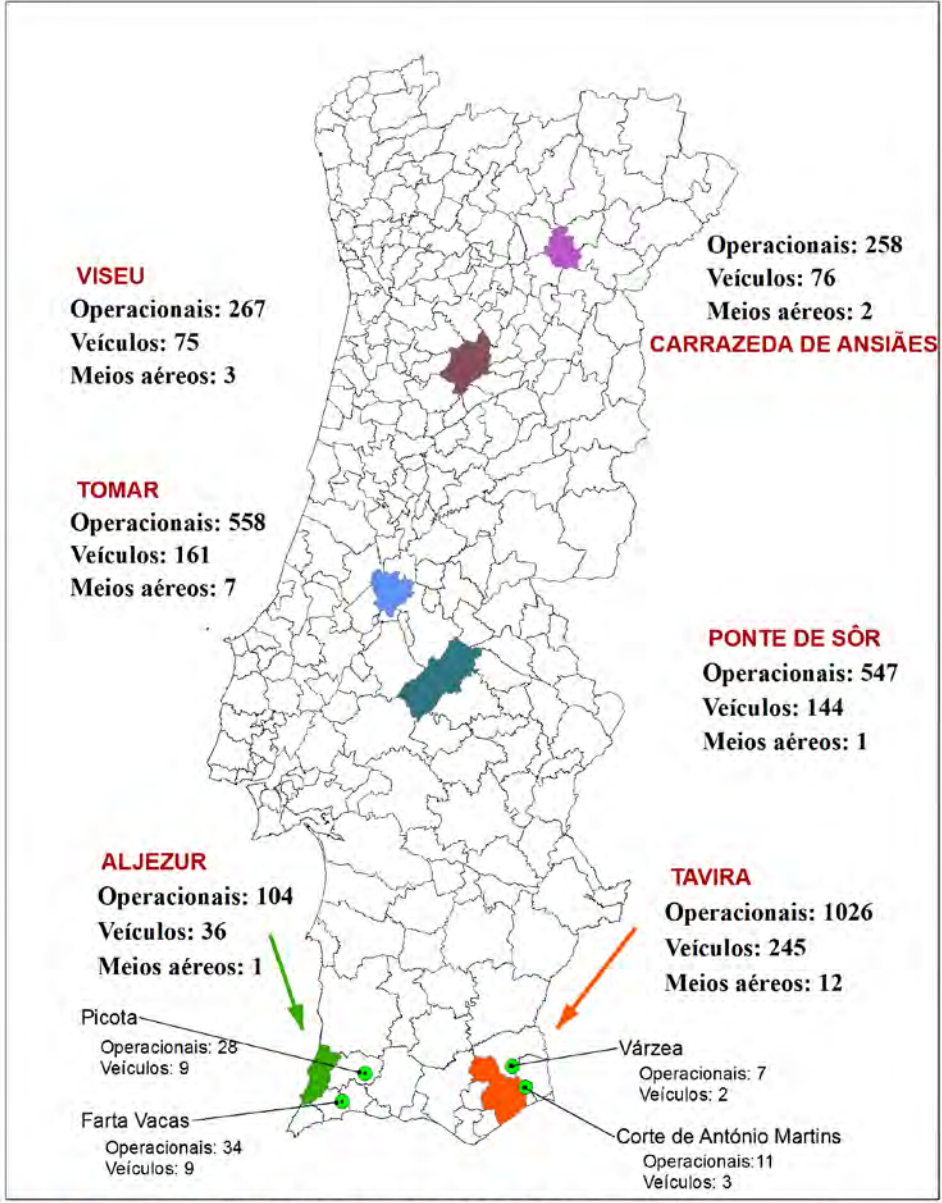 VISEU
Operacionais: 267
Veículos: 75
Meios aéreos: 3
Operacionais: 258
Veículos: 76
Meios aéreos: 2
CARRAZEDA DE ANSIÃES
TOMAR
Operacionais: 558
Veículos: 161
Meios aéreos: 7
PONTE DE SÔR
Operacionais: 547
Veículos: 144
Meios aéreos: 1
ALJEZUR
Operacionais: 104
Veículos: 36
Meios aéreos: 1
TAVIRA
Operacionais: 1026
Veículos: 245
Meios aéreos: 12
Picota
Operacionais: 28
Veículos: 9
Farta Vacas
Operacionais: 34
Veículos: 9
Várzea
Operacionais: 7
Veículos: 2
Corte de António Martins
Operacionais:11
Veículos: 3